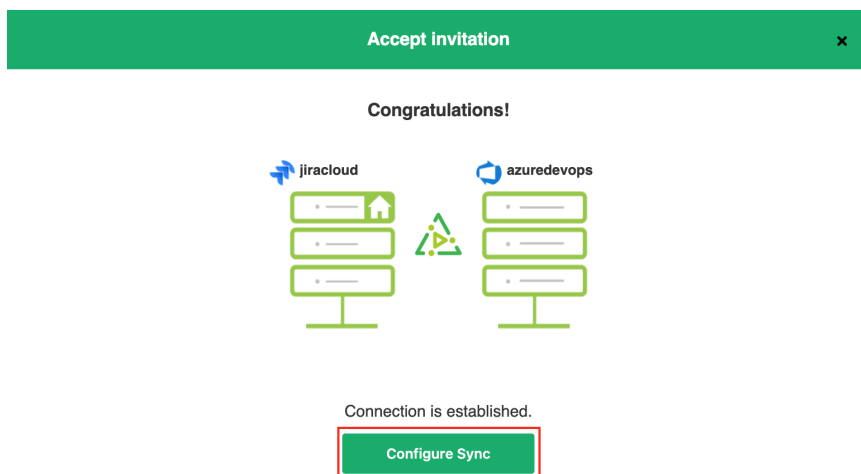 Accept invitation
Congratulations!
jiracloud
azuredevops
Connection is established.
Configure Sync